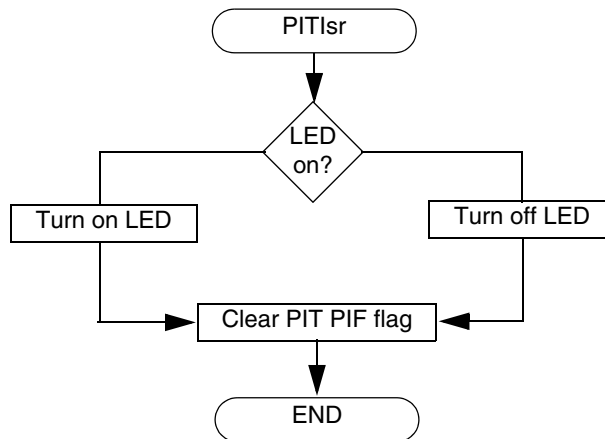 PITIsr
LED
on?
Turn on LED
Turn off LED
Clear PIT PIF flag
END